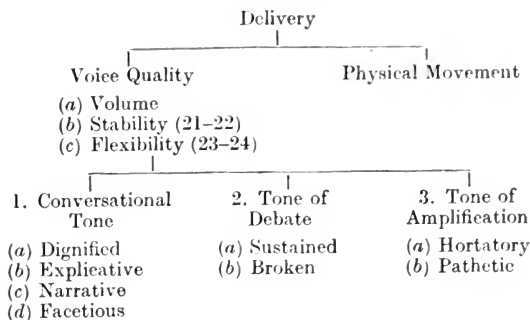 Delivery
Voice Quality Physical Movement
(a) Volume
(b) Stability (21–22)
(c) Flexibility (23–24)
1. Conversational Tone
(a) Dignified
(b) Explicative
(c) Narrative
(d) Facetious
2. Tone of Debate
(a) Sustained
(b) Broken
3. Tone of Amplification
(a) Hortatory
(b) Pathetic